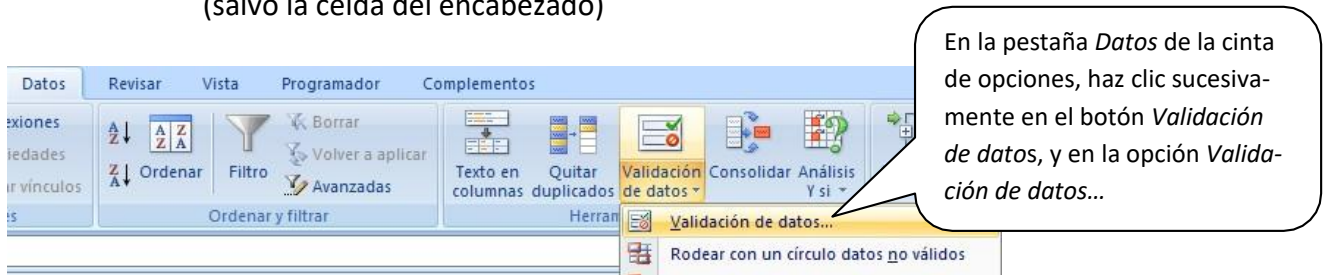 (salvo la celda del encabezado)
En la pestaña Datos de la cinta
de opciones, haz clic sucesiva-
mente en el botón Validación
de datos, y en la opción Valida-
ción de datos...
Datos Revisar Vista Programador Complementos
exiones
iedades
r vínculos
Ordenar
Filtro
Borrar
Volver a aplicar
Avanzadas
Ordenar y filtrar
Texto en
columnas
Quitar
duplicados
Validación
de datos
Consolidar
Análisis
Y si
Herram
Validación de datos...
Rodear con un círculo datos no válidos